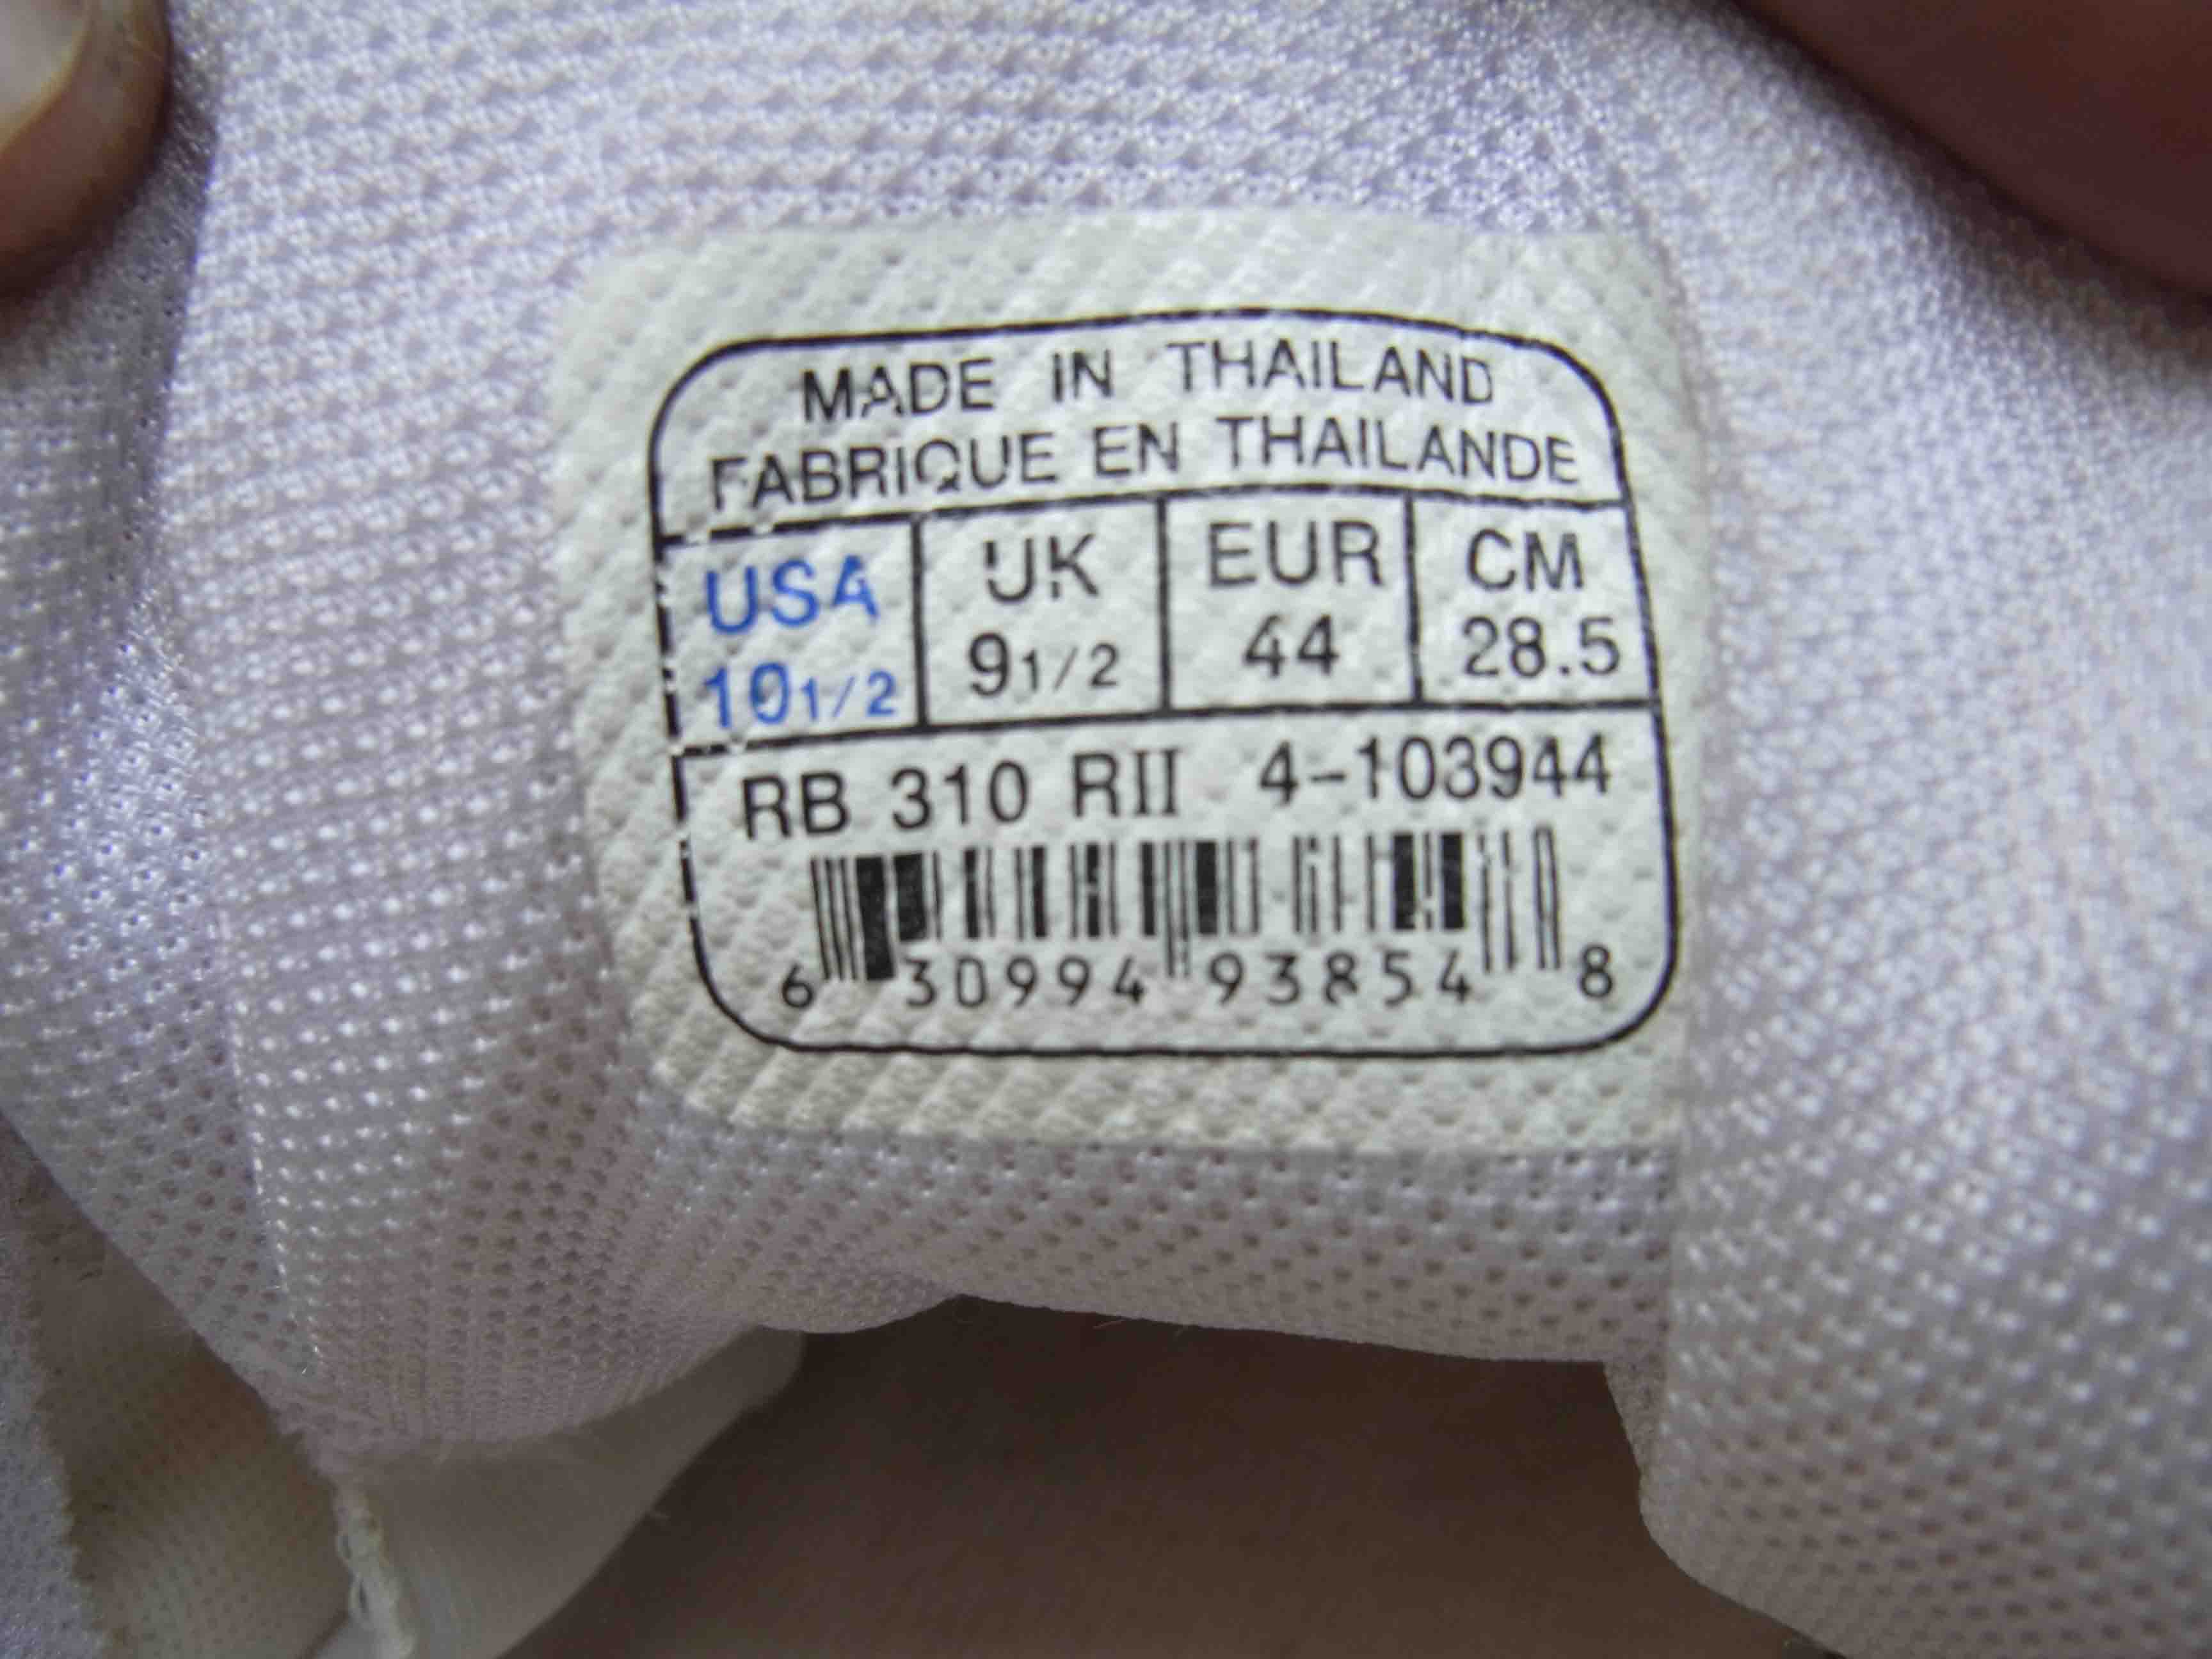 MADE IN THAILAND
FABRIQUE EN THAILANDE
USA UK EUR CM
10 1/2 9 1/2 44 28.5
RB 310 RII 4-103944
6 30994 93854 8